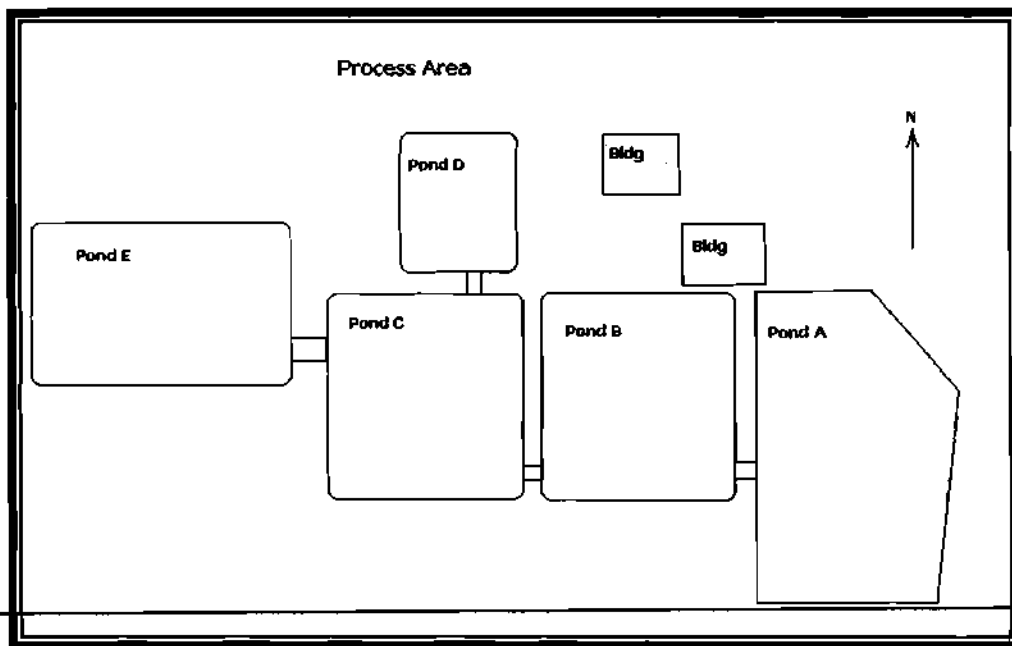 Process Area
N
Pond D
Bldg
Pond E
Bldg
Pond C
Pond B
Pond A